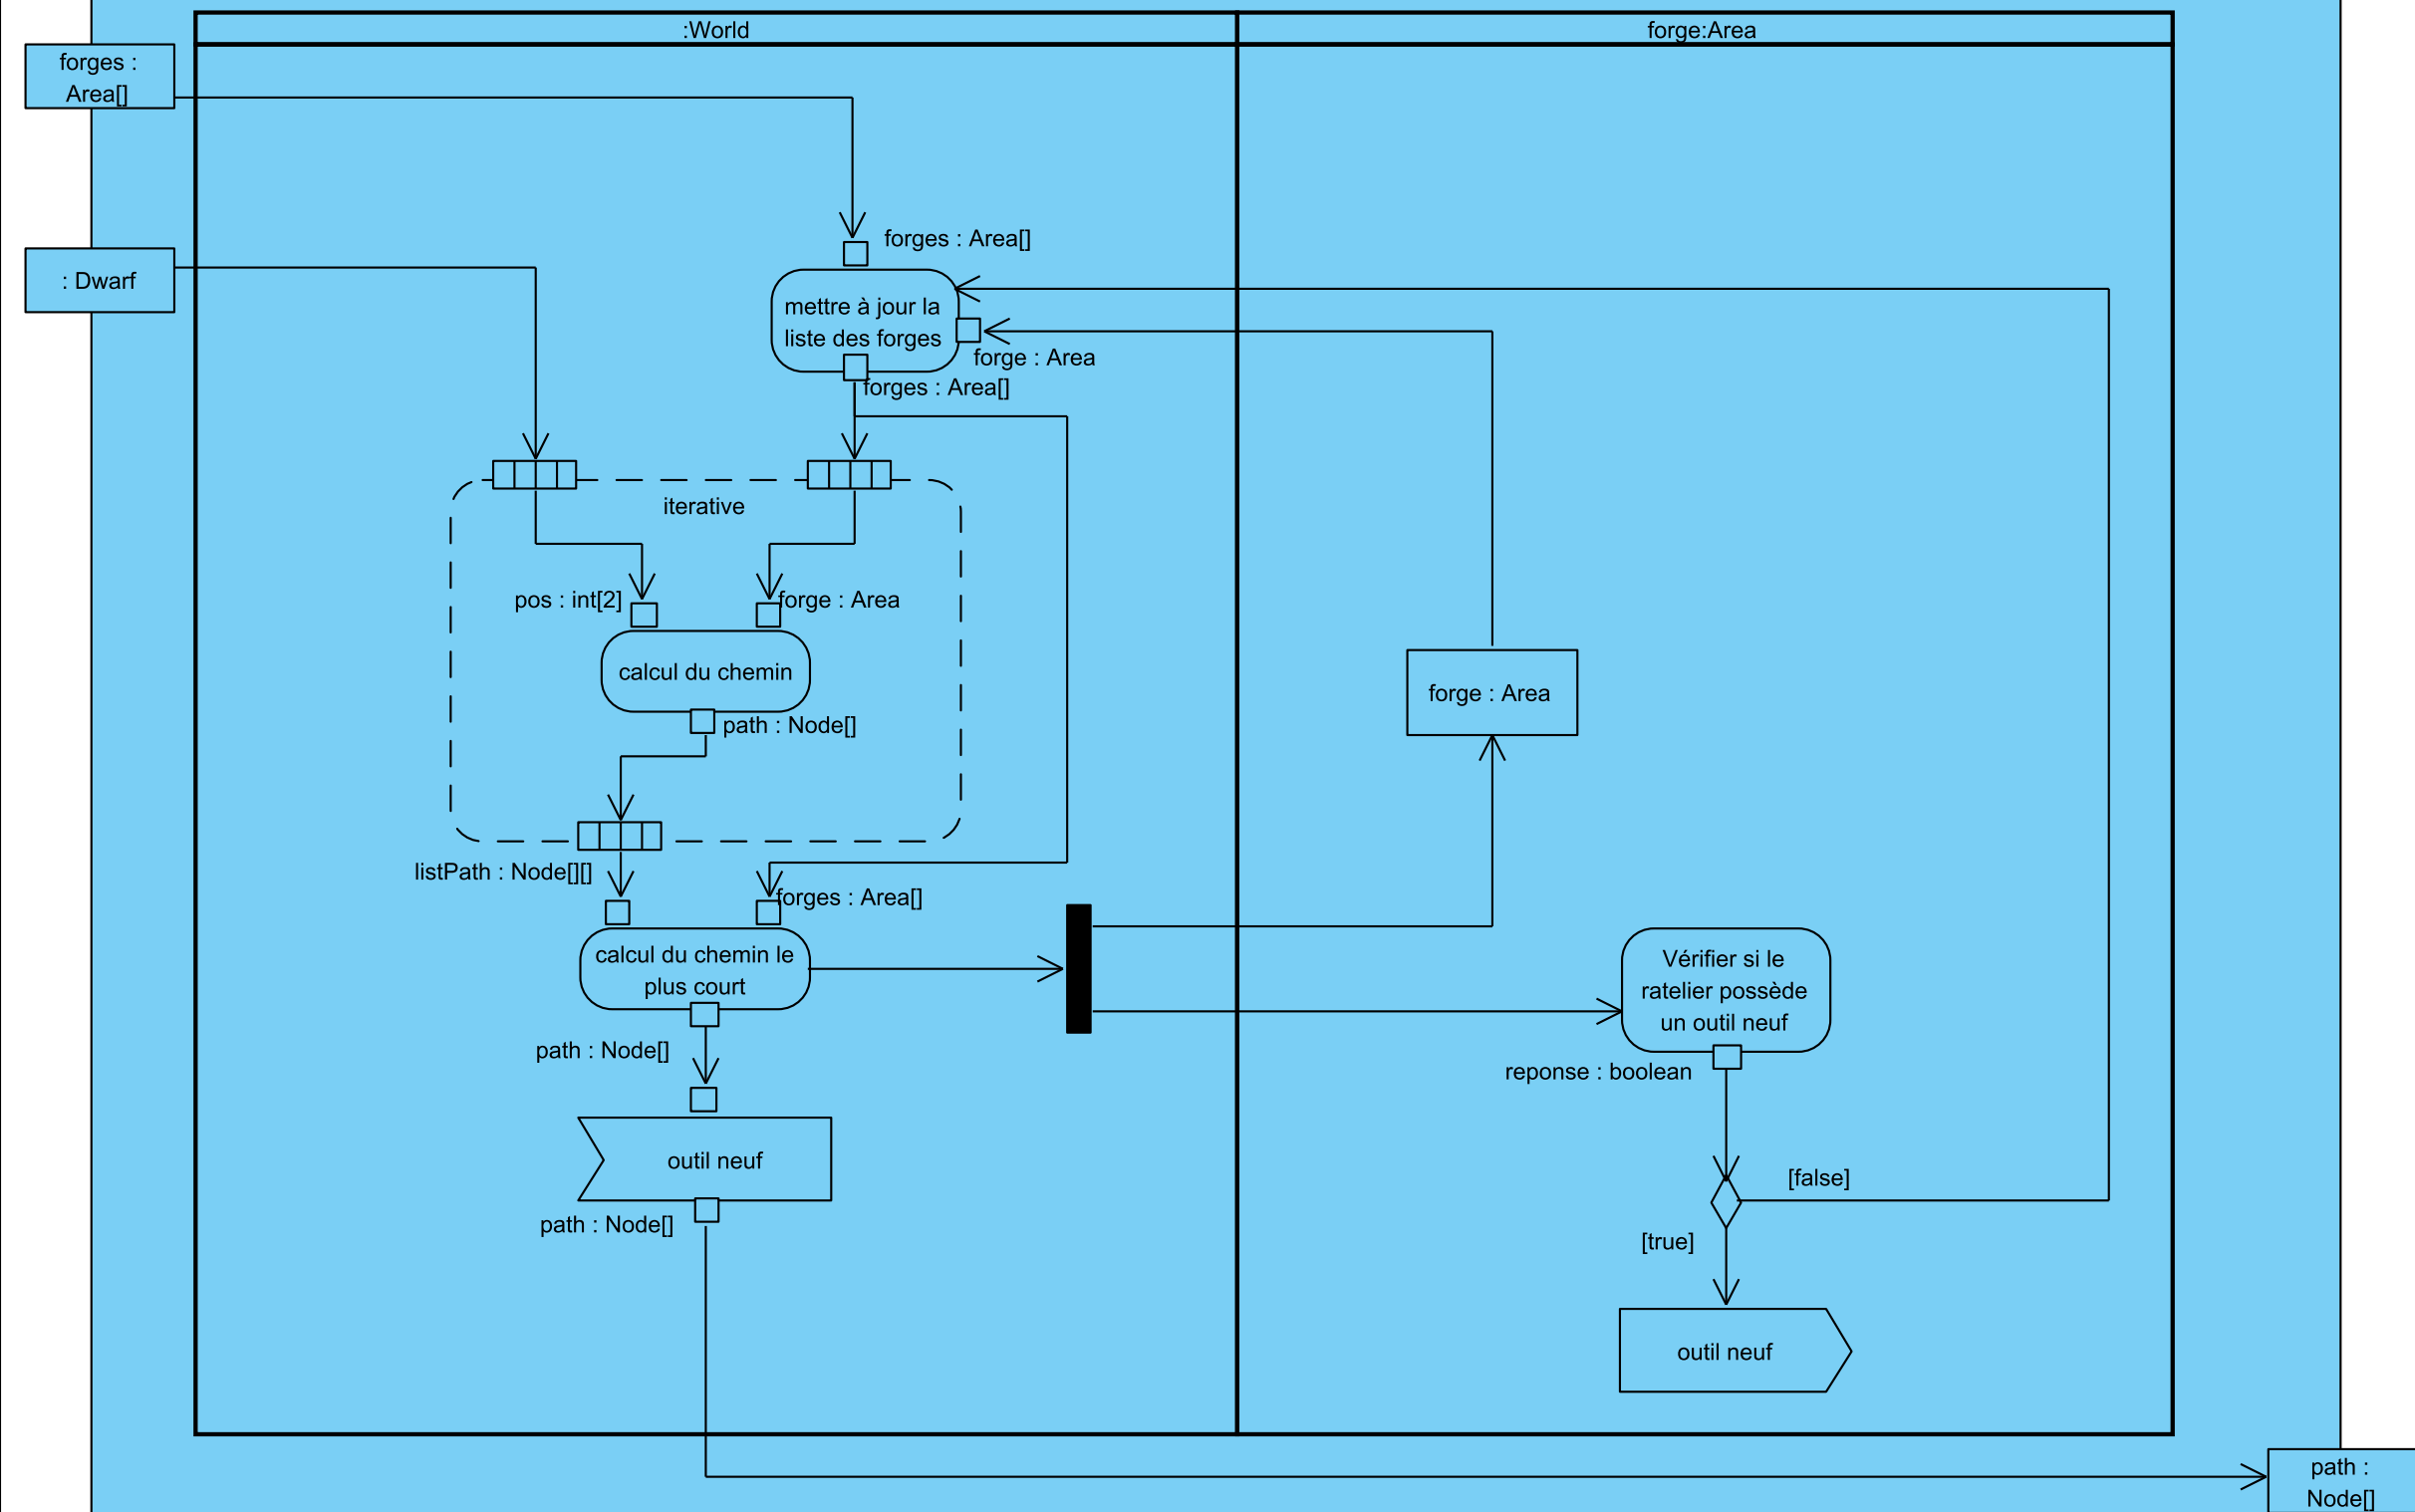 :World
forge:Area
forges :
Area[]
forges : Area[]
: Dwarf
mettre à jour la
liste des forges
forge : Area
forges : Area[]
iterative
pos : int[2]
forge : Area
calcul du chemin
forge : Area
path : Node[]
listPath : Node[][]
forges : Area[]
calcul du chemin le
plus court
Vérifier si le
ratelier possède
un outil neuf
path : Node[]
reponse : boolean
outil neuf
[false]
path : Node[]
[true]
outil neuf
path :
Node[]